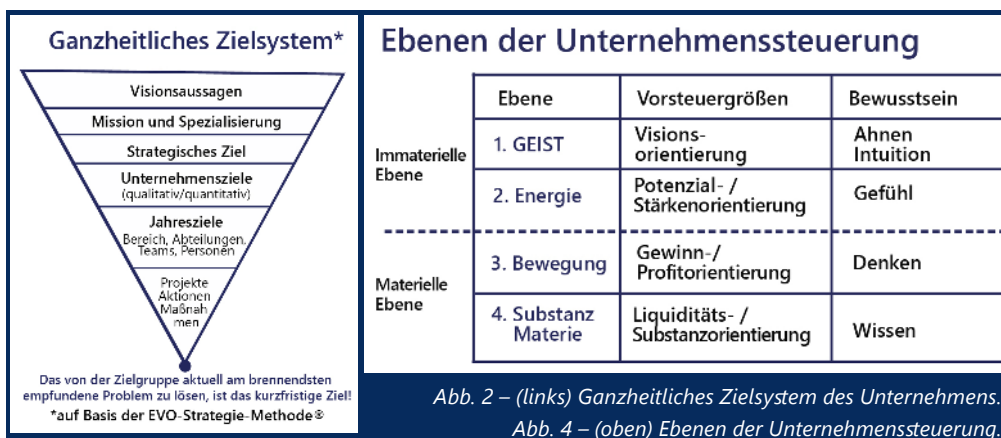 Ganzheitliches Zielsystem*
Visionsaussagen
Mission und Spezialisierung
Strategisches Ziel
Unternehmensziele
(qualitativ/quantitativ)
Jahresziele
Bereich, Abteilungen,
Teams, Personen
Projekte
Aktionen
Maßnah
men
Das von der Zielgruppe aktuell am brennendsten
empfundene Problem zu lösen, ist das kurzfristige Ziel!
*auf Basis der EVO-Strategie-Methode®
Ebenen der Unternehmenssteuerung
Ebene Vorsteuergrößen Bewusstsein
Immaterielle
Ebene
1. GEIST
Visions-
orientierung
Ahnen
Intuition
2. Energie
Potenzial- /
Stärkenorientierung
Gefühl
Materielle
Ebene
3. Bewegung
Gewinn-/
Profitorientierung
Denken
4. Substanz
Materie
Liquiditäts- /
Substanzorientierung
Wissen
Abb. 2 – (links) Ganzheitliches Zielsystem des Unternehmens.
Abb. 4 – (oben) Ebenen der Unternehmenssteuerung.